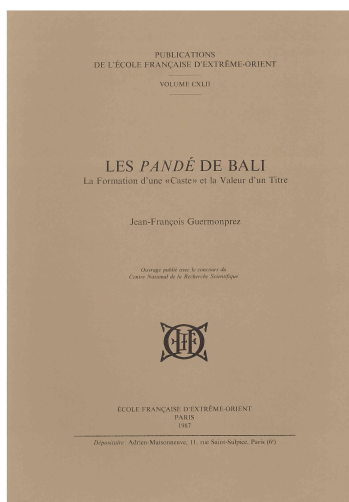 PUBLICATIONS
DE L'ÉCOLE FRANÇAISE D'EXTRÊME-ORIENT
VOLUME CXLII
LES PANDÉ DE BALI
La Formation d'une «Caste» et la Valeur d'un Titre
Jean-François Guermonprez
Ouvrage publié avec le concours du
Centre National de la Recherche Scientifique
ÉCOLE FRANÇAISE D'EXTRÊME-ORIENT
PARIS
1987
Dépositaire: Adrien-Maisonneuve, 11, rue Saint-Sulpice, Paris (6e)